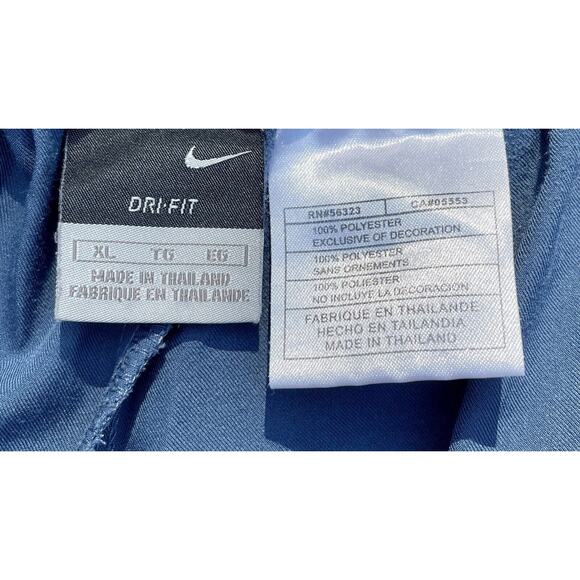 DRI-FIT
XL TG EG
MADE IN THAILAND
FABRIQUE EN THAILANDE
RN#56323 CA#05553
100% POLYESTER
EXCLUSIVE OF DECORATION
100% POLYESTER
SANS ORNEMENTS
100% POLIESTER
NO INCLUYE LA DECORACION
FABRIQUE EN THAILANDE
HECHO EN TAILANDIA
MADE IN THAILAND